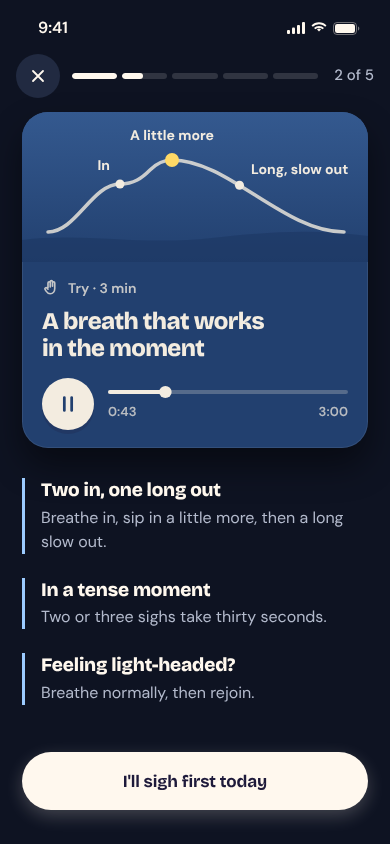 9:41
2 of 5
A little more
In
Long, slow out
Try · 3 min
A breath that works
in the moment
0:43
3:00
Two in, one long out
Breathe in, sip in a little more, then a long
slow out.
In a tense moment
Two or three sighs take thirty seconds.
Feeling light-headed?
Breathe normally, then rejoin.
I'll sigh first today